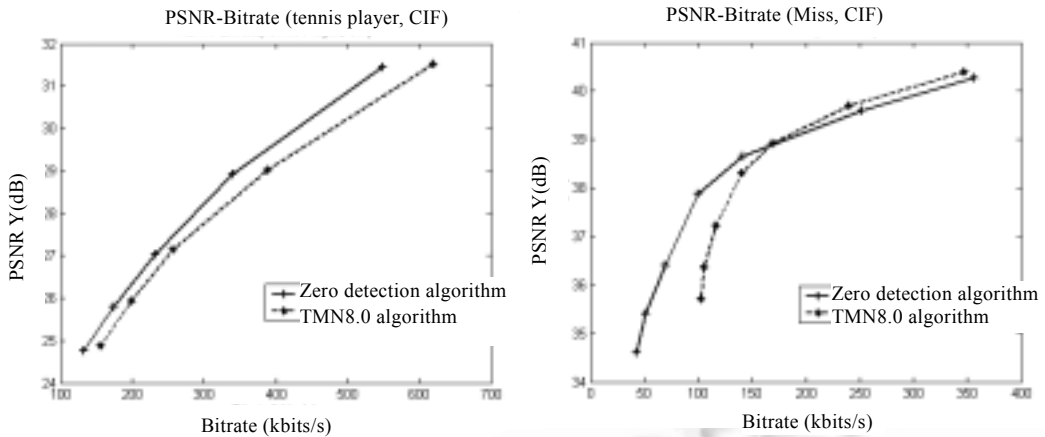 PSNR-Bitrate (tennis player, CIF)
32
31
30
29
28
27
26
25
24
100 200 300 400 500 600 700
PSNR Y(dB)
Bitrate (kbits/s)
Zero detection algorithm
TMN8.0 algorithm
PSNR-Bitrate (Miss, CIF)
41
40
39
38
37
36
35
34
0 50 100 150 200 250 300 350 400
PSNR Y(dB)
Bitrate (kbits/s)
Zero detection algorithm
TMN8.0 algorithm